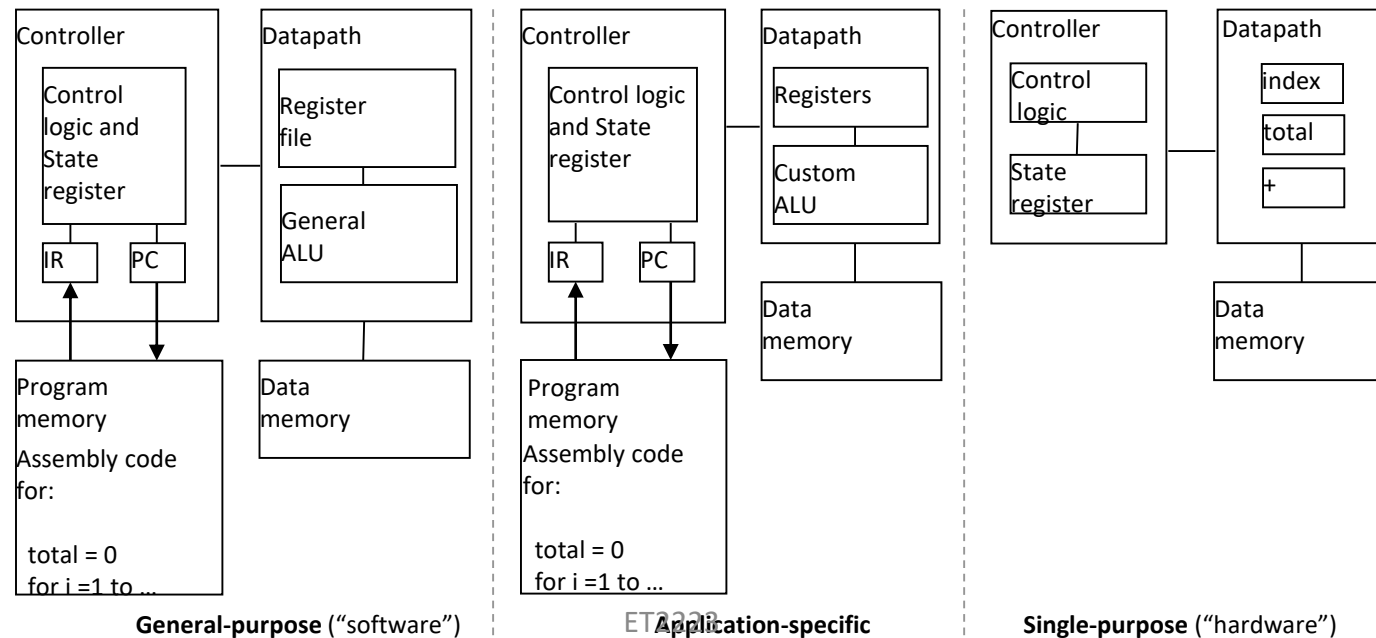 Controller
Control
logic and
State
register
IR
PC
Datapath
Register
file
General
ALU
Program
memory
Assembly code
for:
total = 0
for i =1 to …
Data
memory
General-purpose (“software”)
Controller
Control logic
and State
register
IR
PC
Datapath
Registers
Custom
ALU
Data
memory
Program
memory
Assembly code
for:
total = 0
for i =1 to …
ET2223
Application-specific
Controller
Control
logic
State
register
Datapath
index
total
+
Data
memory
Single-purpose (“hardware”)